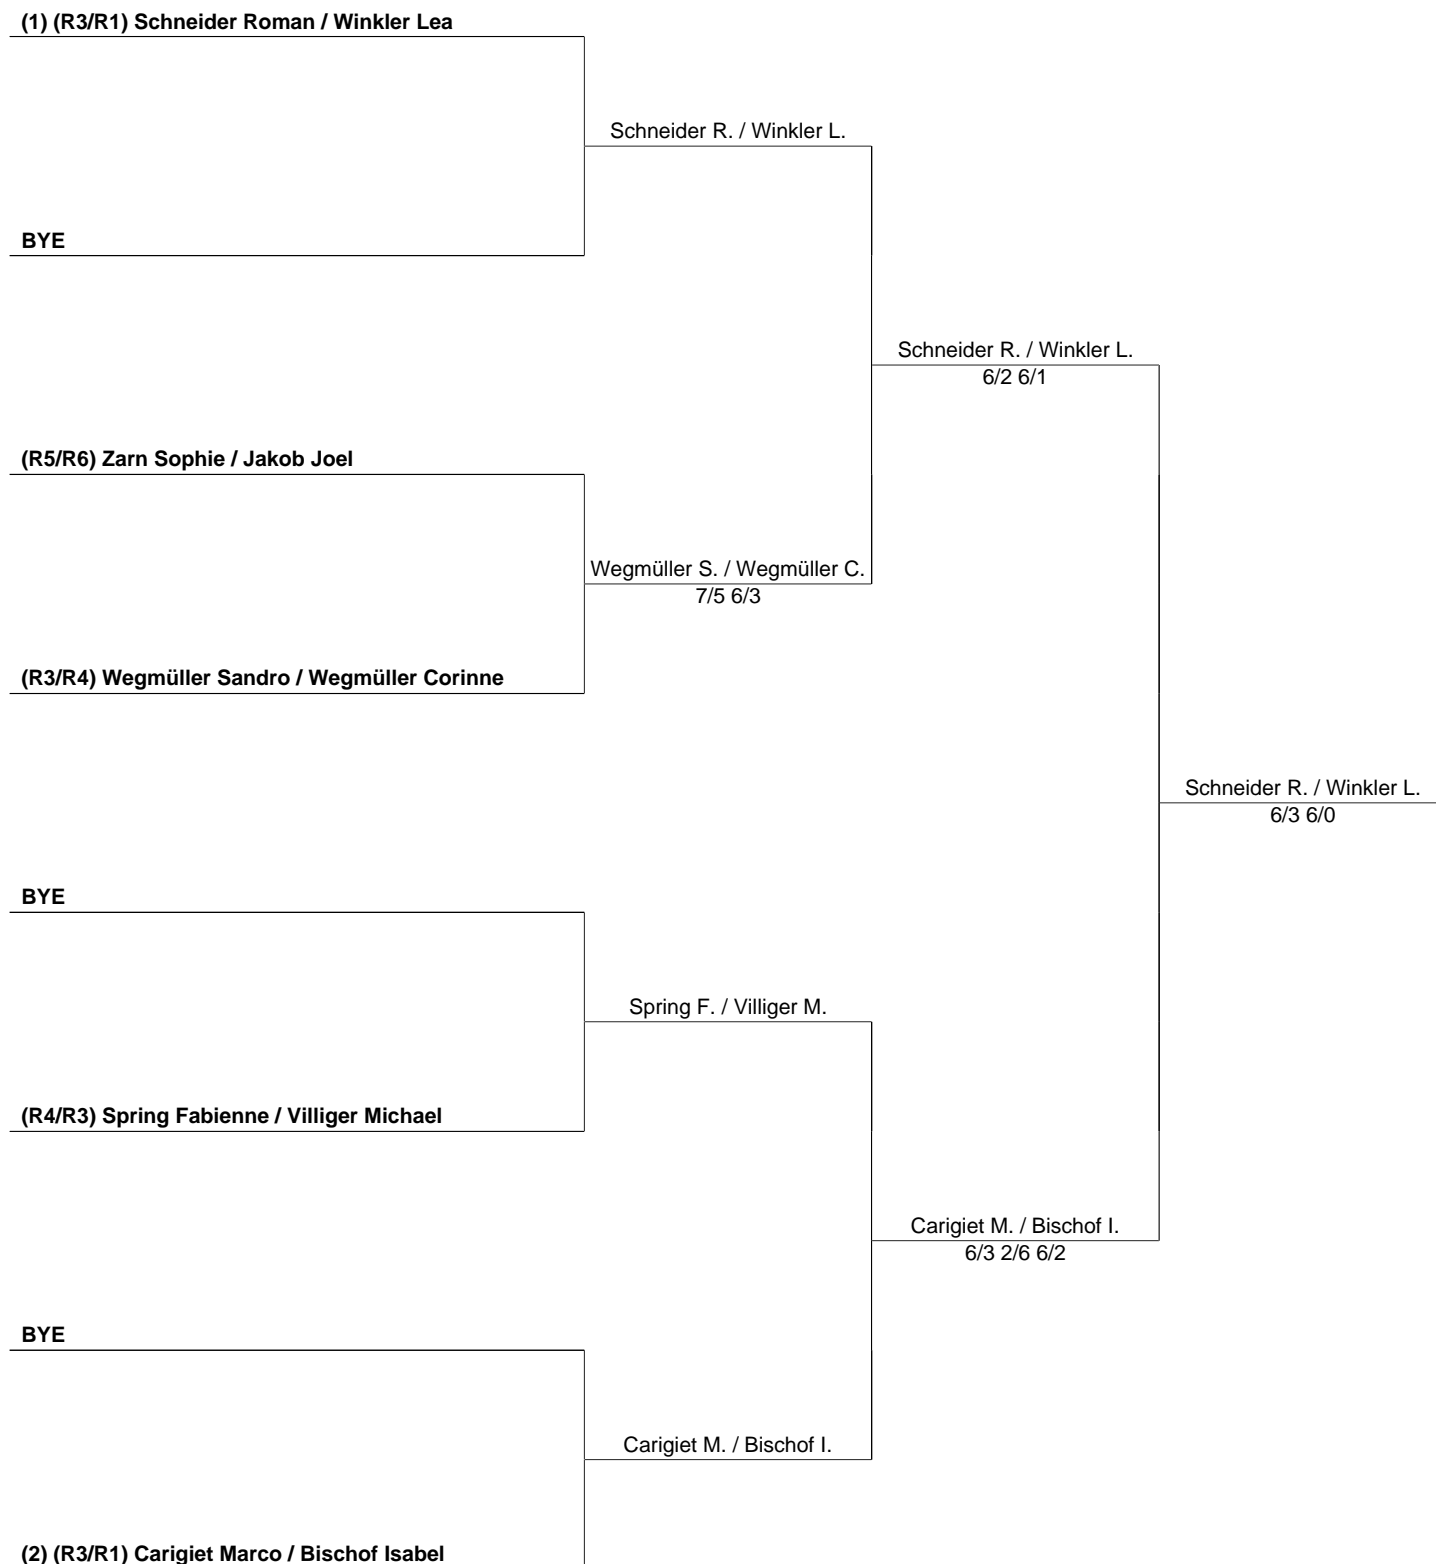 (1) (R3/R1) Schneider Roman / Winkler Lea
Schneider R. / Winkler L.
BYE
Schneider R. / Winkler L.
6/2 6/1
(R5/R6) Zarn Sophie / Jakob Joel
Wegmüller S. / Wegmüller C.
7/5 6/3
(R3/R4) Wegmüller Sandro / Wegmüller Corinne
Schneider R. / Winkler L.
6/3 6/0
BYE
Spring F. / Villiger M.
(R4/R3) Spring Fabienne / Villiger Michael
Carigiet M. / Bischof I.
6/3 2/6 6/2
BYE
Carigiet M. / Bischof I.
(2) (R3/R1) Carigiet Marco / Bischof Isabel